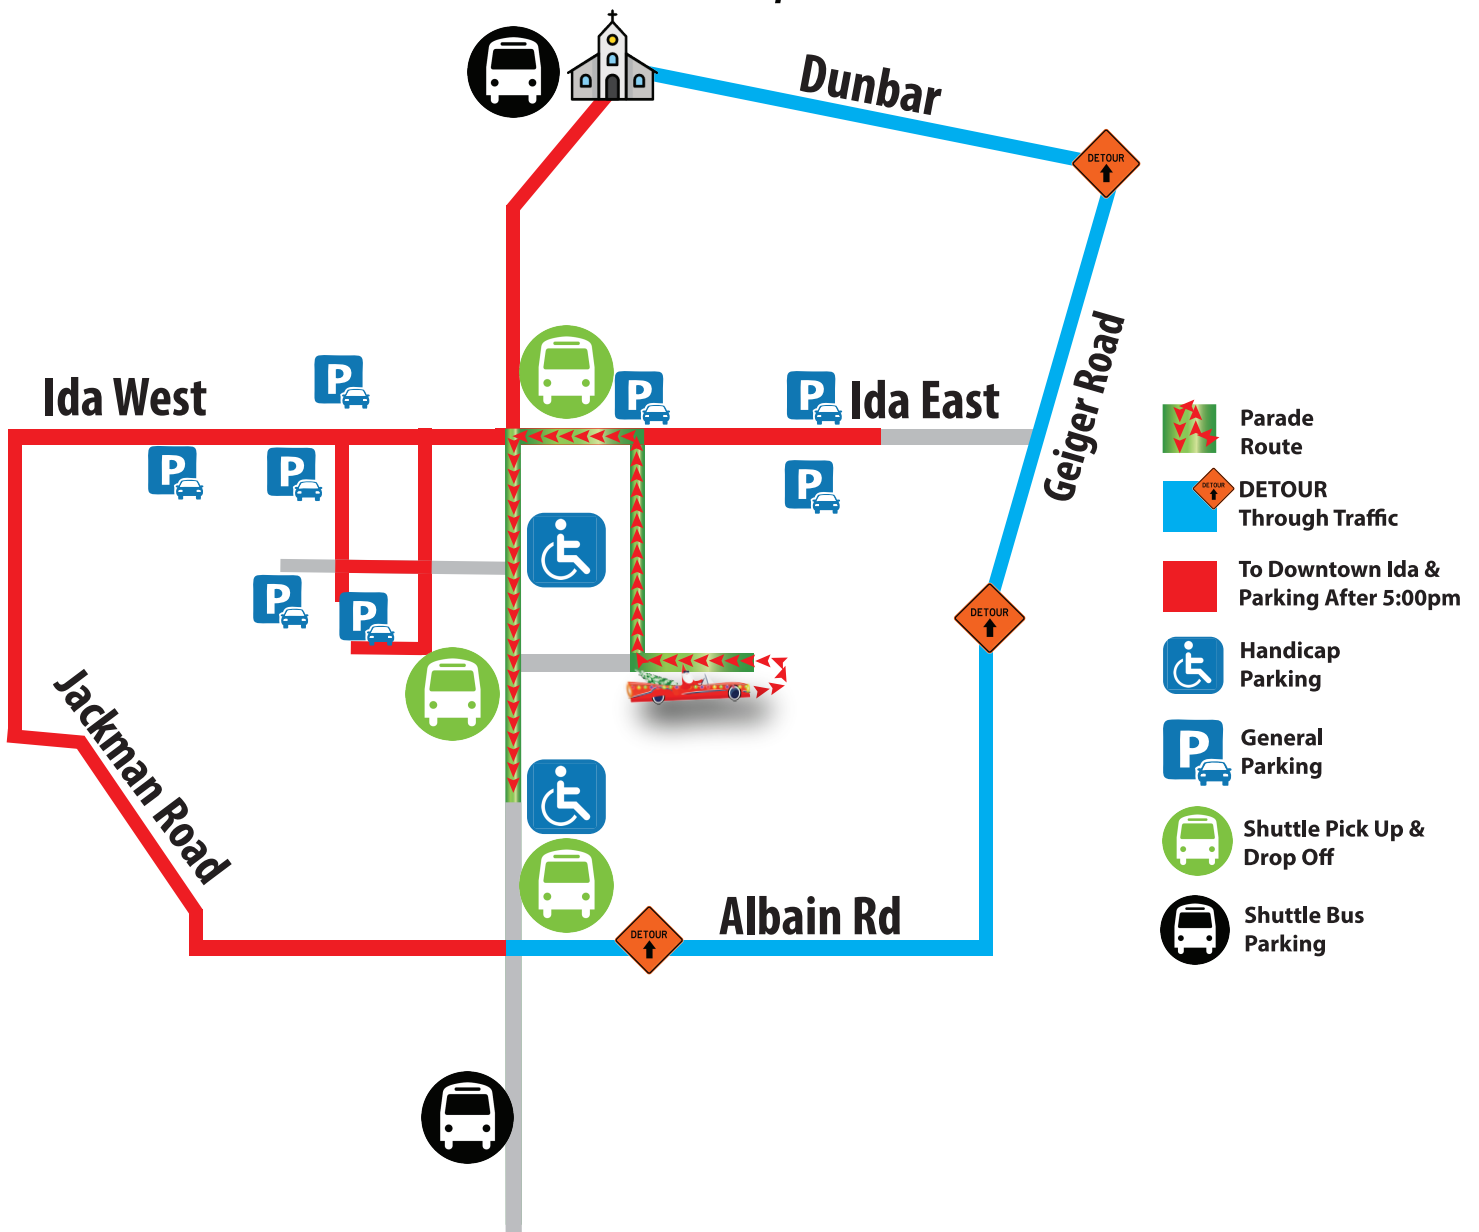 Dunbar
DETOUR
Ida West
Ida East
Geiger Road
DETOUR
Jackman Road
Albain Rd
DETOUR
Parade
Route
DETOUR
DETOUR
Through Traffic
To Downtown Ida &
Parking After 5:00pm
Handicap
Parking
P
General
Parking
Shuttle Pick Up &
Drop Off
Shuttle Bus
Parking
P
P
P
P
P
P
P
P